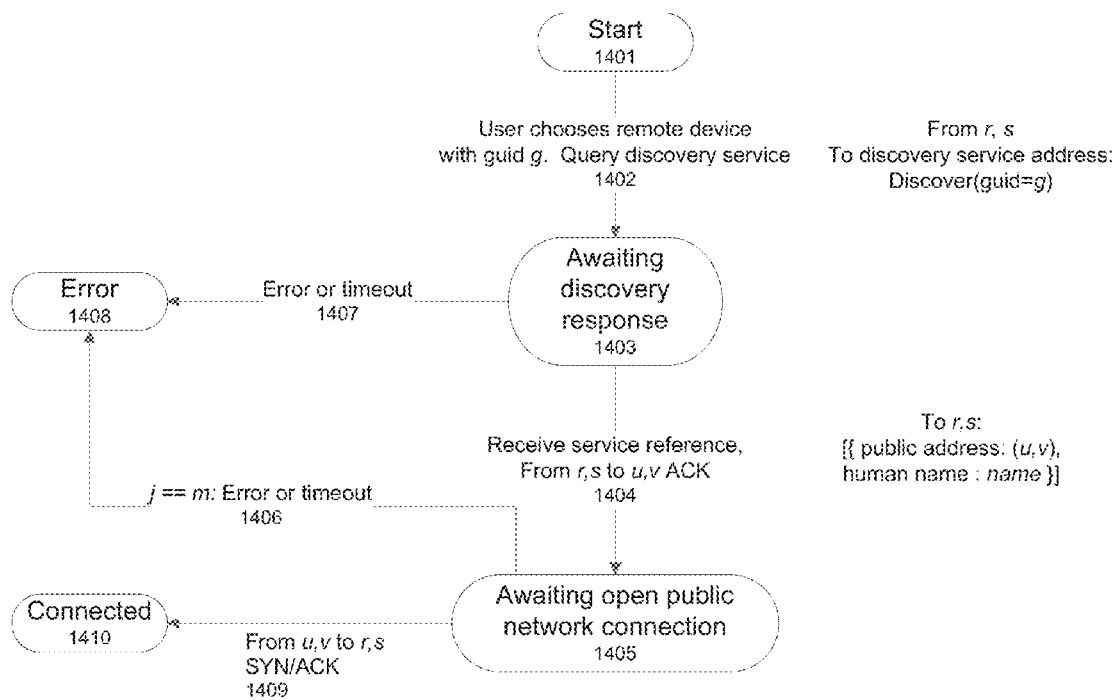 Start
1401
User chooses remote device
with guid g. Query discovery service
1402
From r, s
To discovery service address:
Discover(guid=g)
Awaiting
discovery
response
1403
Error or timeout
1407
Error
1408
Receive service reference,
From r,s to u,v ACK
1404
To r,s:
[{ public address: (u,v),
human name : name }]
j == m: Error or timeout
1406
Awaiting open public
network connection
1405
Connected
1410
From u,v to r,s
SYN/ACK
1409